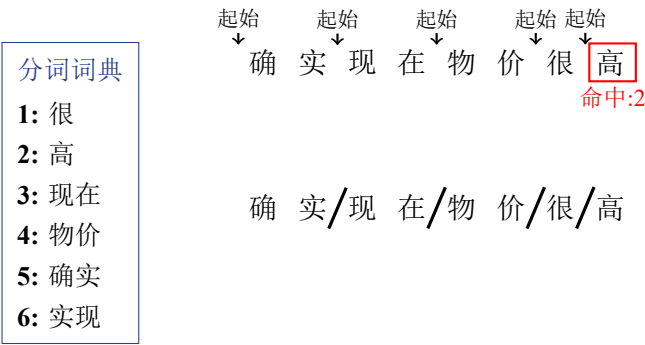 起始 起始 起始 起始 起始
确 实 现 在 物 价 很 高
命中:2
分词词典
1: 很
2: 高
3: 现在
4: 物价
5: 确实
6: 实现
确 实/现 在/物 价/很/高